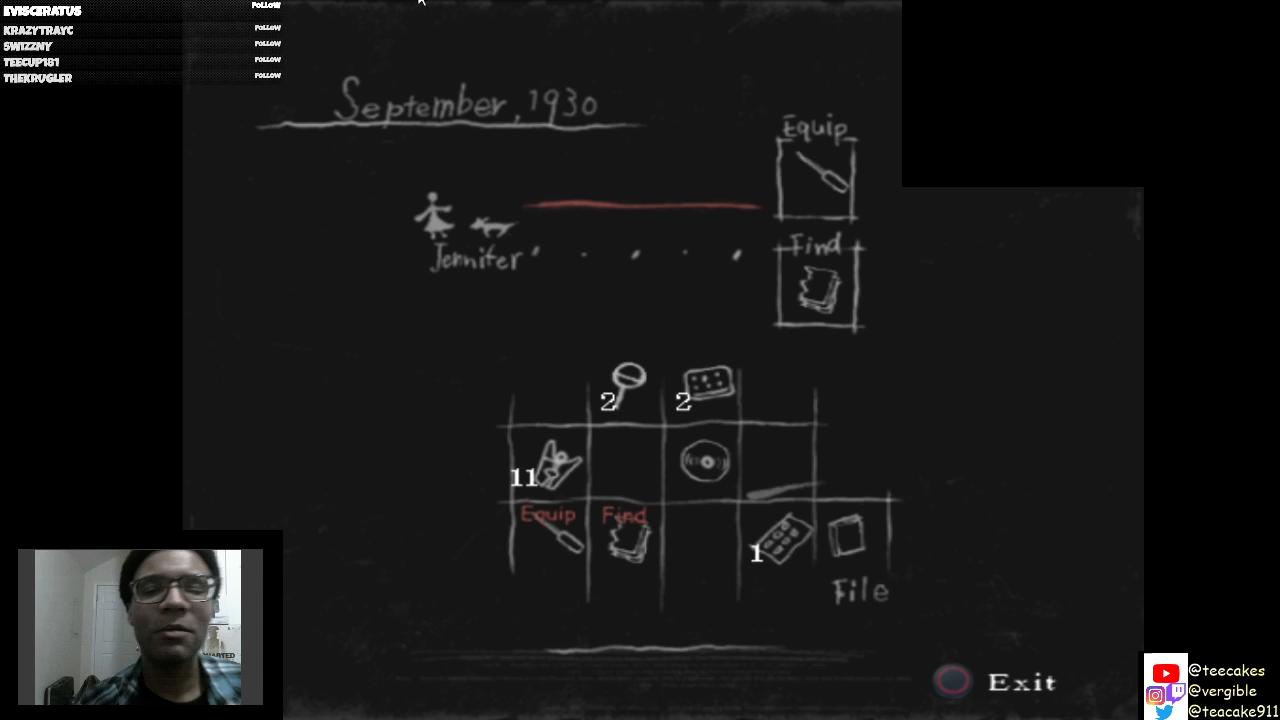 EVISCERATUS FOLLOW
KRAZYTRAYC FOLLOW
SWIZZNY FOLLOW
TEECUP181 FOLLOW
THEKRUGLER FOLLOW
September, 1930
Equip
Find
Jennifer
2 2
11
Equip Find
1
File
Exit
@teecakes
@vergible
@teacake911